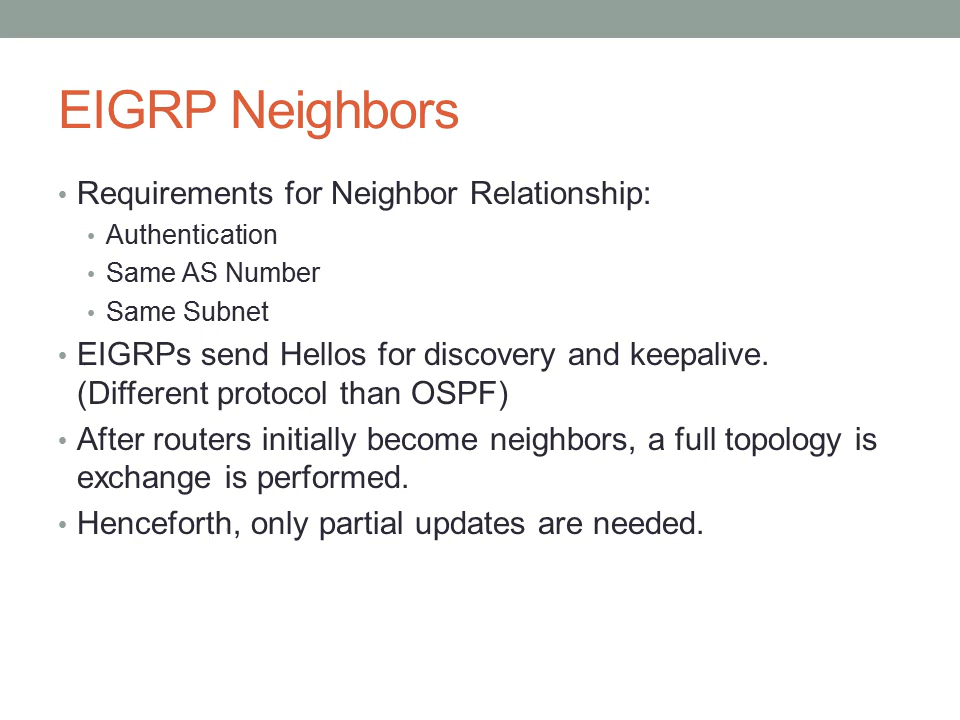 EIGRP Neighbors
• Requirements for Neighbor Relationship:
• Authentication
• Same AS Number
• Same Subnet
• EIGRPs send Hellos for discovery and keepalive.
(Different protocol than OSPF)
• After routers initially become neighbors, a full topology is
exchange is performed.
• Henceforth, only partial updates are needed.